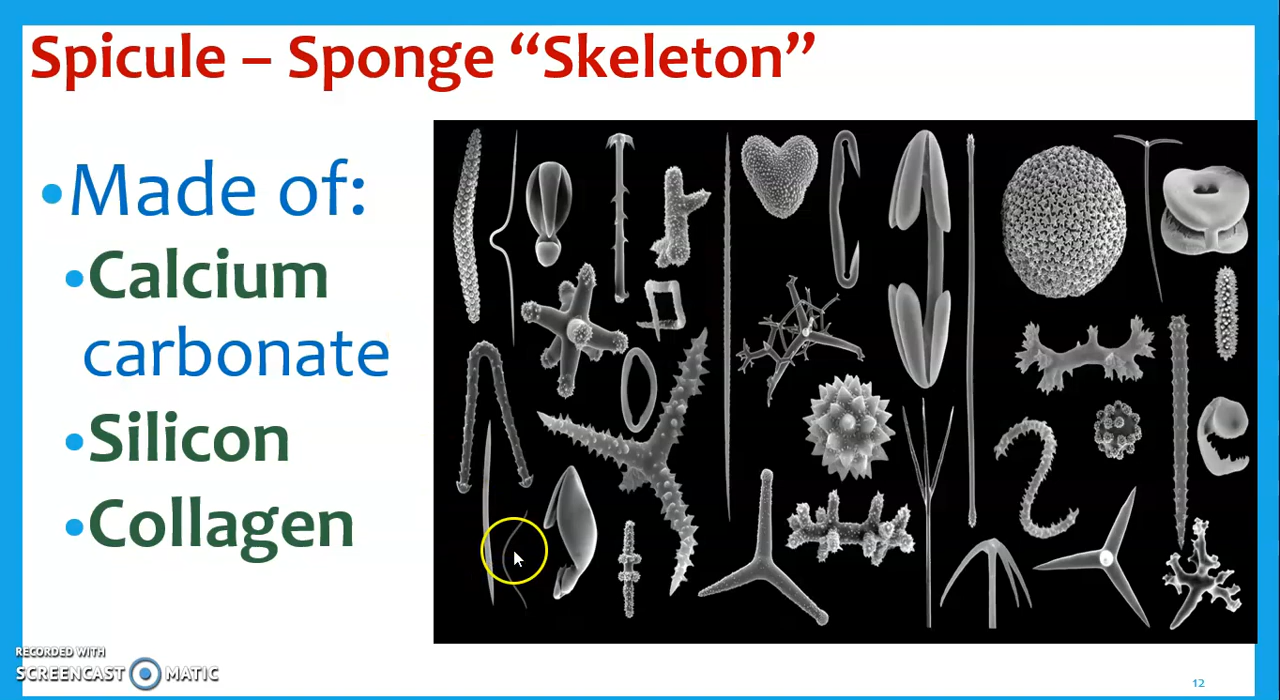 Spicule – Sponge “Skeleton”
•Made of:
•Calcium
carbonate
•Silicon
•Collagen
RECORDED WITH
SCREENCAST MATIC
12